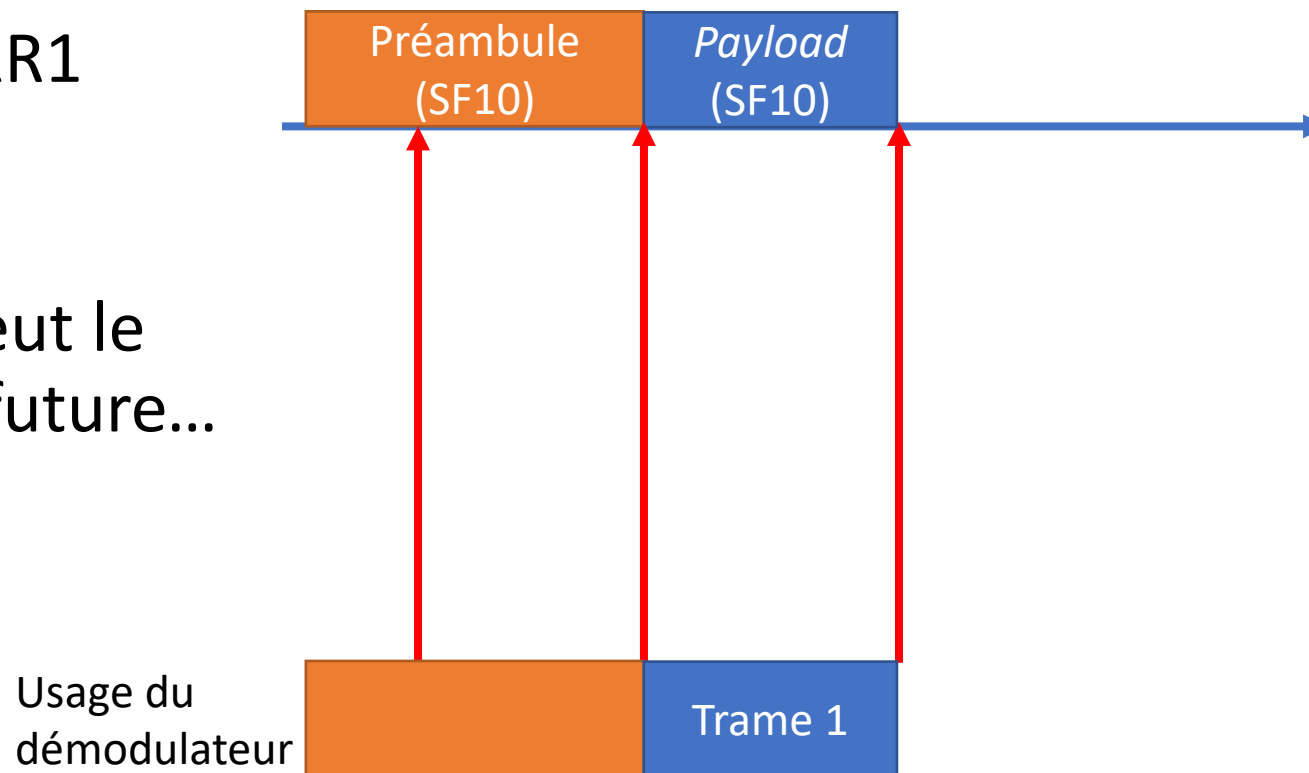 R1
Préambule
(SF10)
Payload
(SF10)
eut le
future…
Usage du
démodulateur
Trame 1